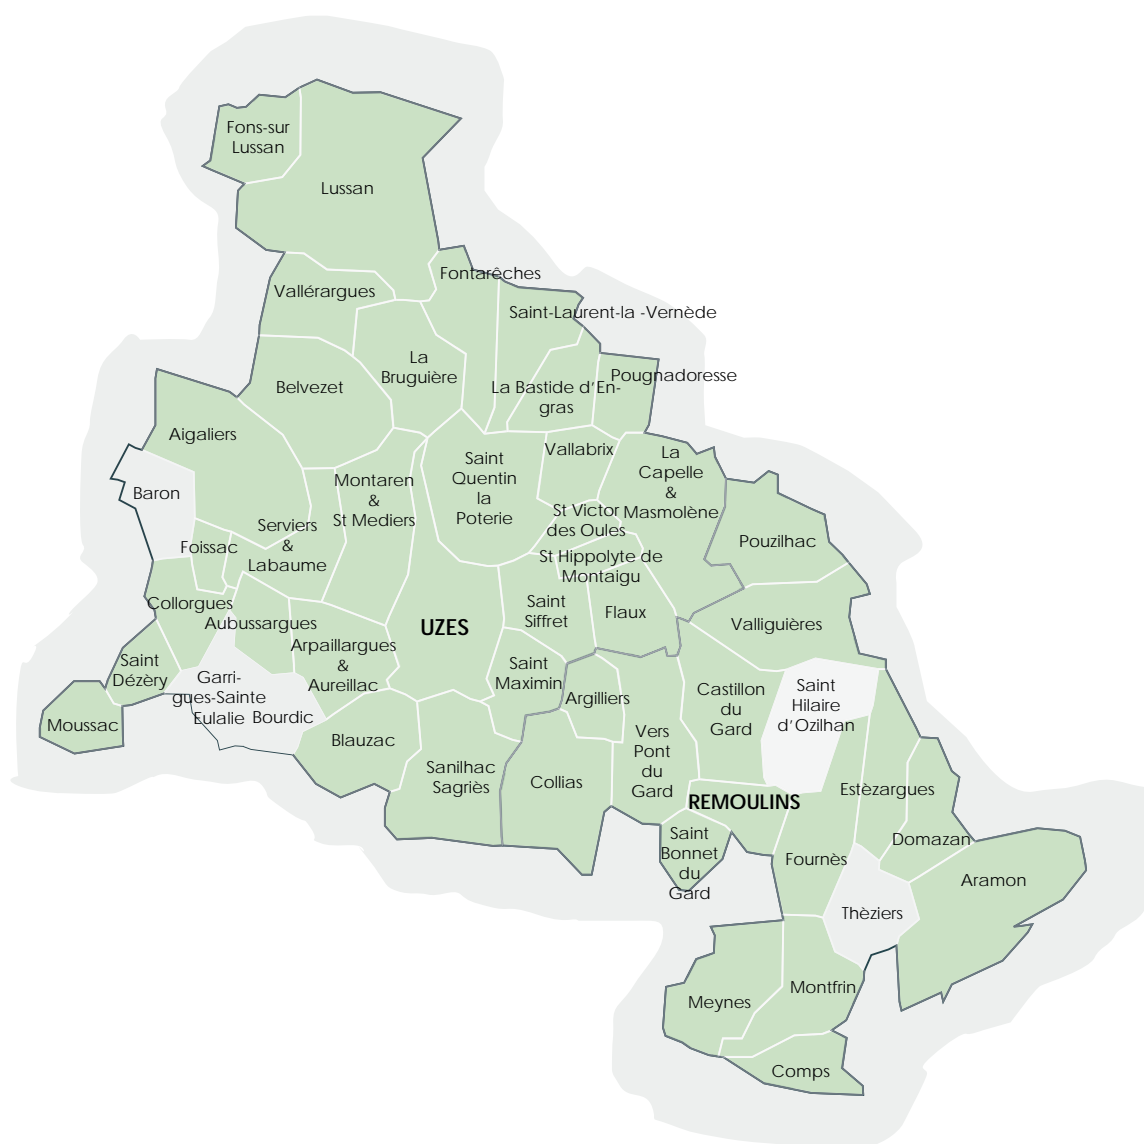 Fons-sur
Lussan
Lussan
Fontarêches
Vallérargues
Saint-Laurent-la -Vernède
La
Bruguière
Pougnadoresse
Belvezet
La Bastide d'En-
gras
Aigaliers
Vallabrix
La
Capelle
&
Masmolène
Saint
Quentin
la
Poterie
Montaren
&
St Mediers
Baron
St Victor
des Oules
Serviers
&
Labaume
Pouzilhac
Foissac
St Hippolyte de
Montaigu
Collorgues
Saint
Siffret
Flaux
Aubussargues
UZES
Valliguières
Arpaillargues
&
Aureillac
Saint
Dézèry
Saint
Maximin
Garri-
gues-Sainte
Eulalie
Bourdic
Argilliers
Castillon
du
Gard
Saint
Hilaire
d'Ozilhan
Moussac
Blauzac
Vers
Pont
du
Gard
Sanilhac
Sagriès
Collias
Estèzargues
REMOULINS
Saint
Bonnet
du
Gard
Domazan
Fournès
Aramon
Thèziers
Montfrin
Meynes
Comps